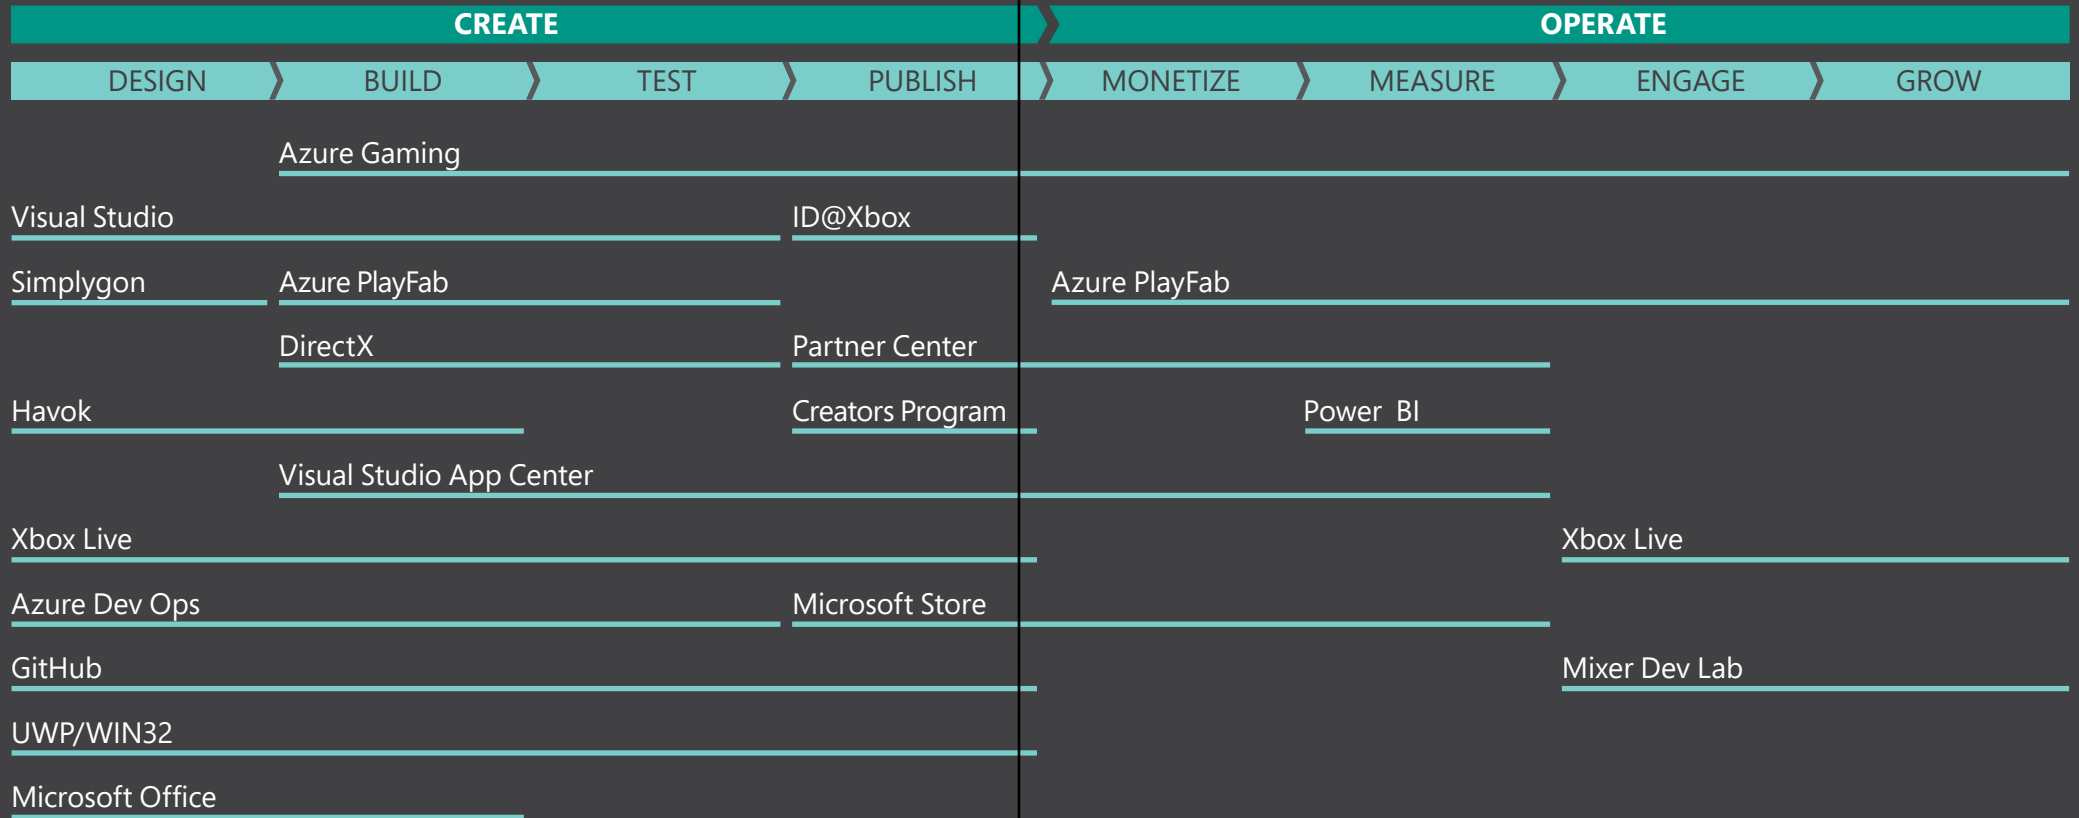 CREATE OPERATE
DESIGN BUILD TEST PUBLISH MONETIZE MEASURE ENGAGE GROW
Azure Gaming
Visual Studio ID@Xbox
Simplygon Azure PlayFab Azure PlayFab
DirectX Partner Center
Havok Creators Program Power BI
Visual Studio App Center
Xbox Live Xbox Live
Azure Dev Ops Microsoft Store
GitHub Mixer Dev Lab
UWP/WIN32
Microsoft Office